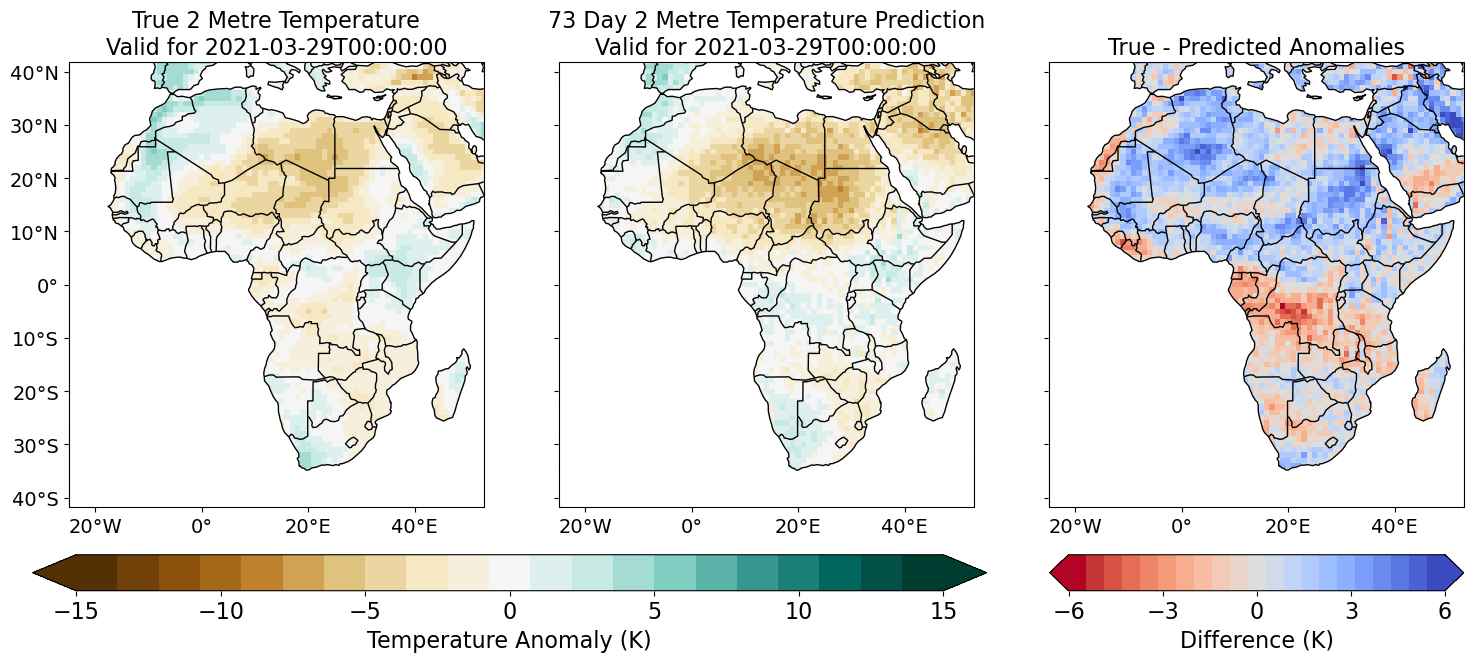 True 2 Metre Temperature
Valid for 2021-03-29T00:00:00
73 Day 2 Metre Temperature Prediction
Valid for 2021-03-29T00:00:00
True - Predicted Anomalies
40°N
30°N
20°N
10°N
0°
10°S
20°S
30°S
40°S
20°W 0° 20°E 40°E
20°W 0° 20°E 40°E
20°W 0° 20°E 40°E
−15 −10 −5 0 5 10 15
Temperature Anomaly (K)
−6 −3 0 3 6
Difference (K)